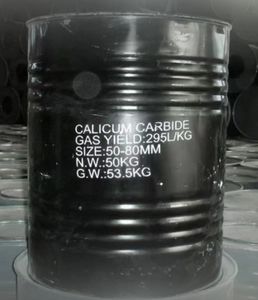 CALICUM CARBIDE
GAS YIELD:295L/KG
SIZE:50-80MM
N.W.:50KG
G.W.:53.5KG